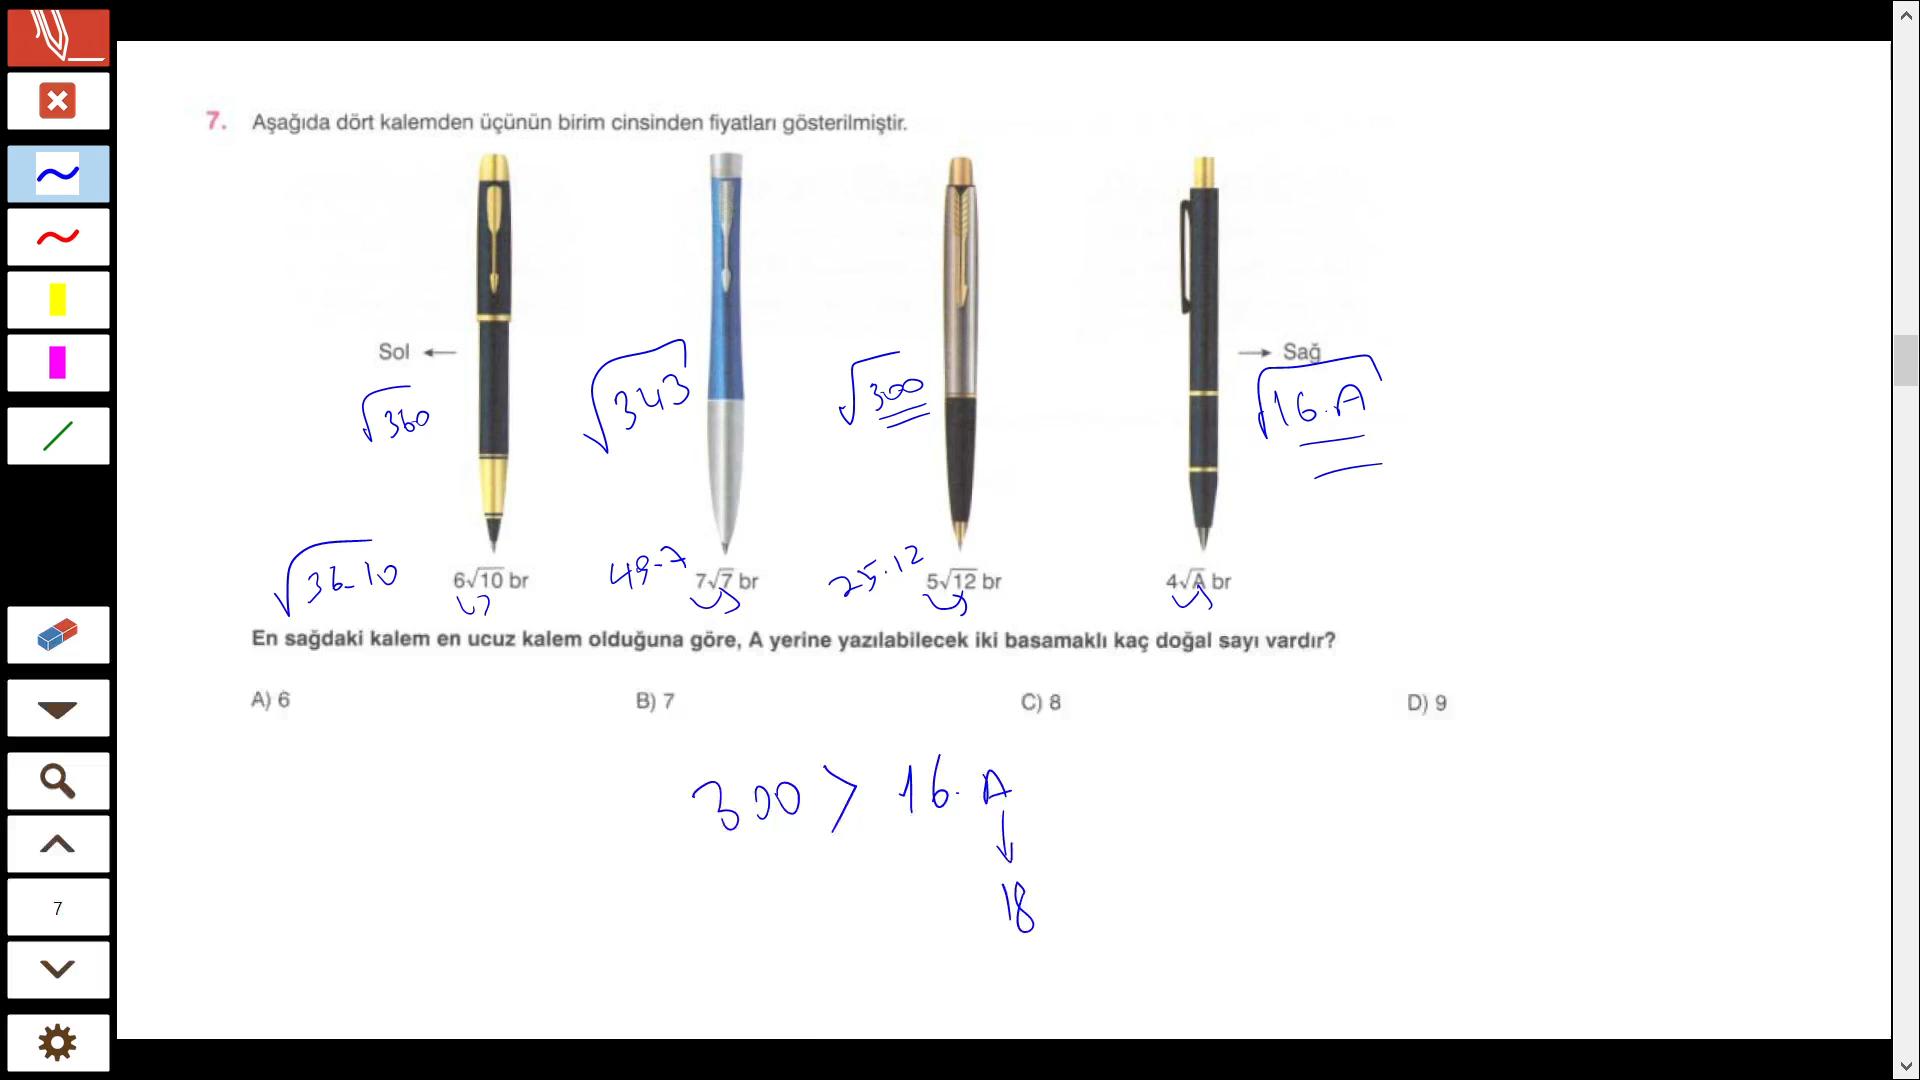 7. Aşağıda dört kalemden üçünün birim cinsinden fiyatları gösterilmiştir.
Sol ← → Sağ
√360 √343 √300 √16.A
√36.10 6√10 br 49.7 7√7 br 25.12 5√12 br 4√A br
En sağdaki kalem en ucuz kalem olduğuna göre, A yerine yazılabilecek iki basamaklı kaç doğal sayı vardır?
A) 6 B) 7 C) 8 D) 9
300 > 16.A
↓
18
7